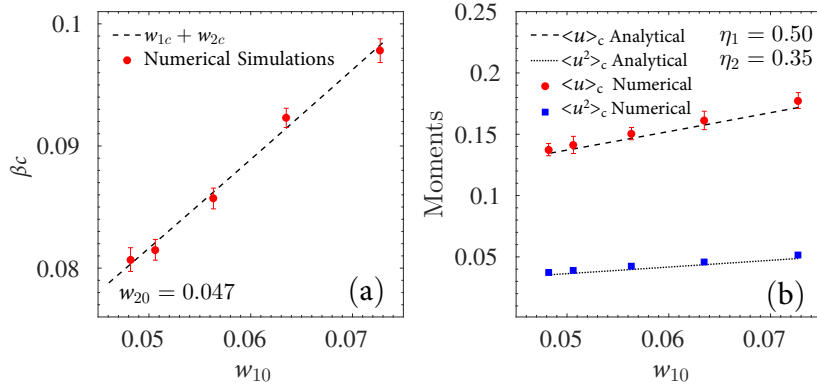 0.1
0.09
0.08
βc
w₁c + w₂c
Numerical Simulations
w₂₀ = 0.047
(a)
0.05 0.06 0.07
w₁₀
0.25
0.2
0.15
0.1
0.05
0
Moments
<u>c Analytical η₁ = 0.50
<u²>c Analytical η₂ = 0.35
<u>c Numerical
<u²>c Numerical
(b)
0.05 0.06 0.07
w₁₀